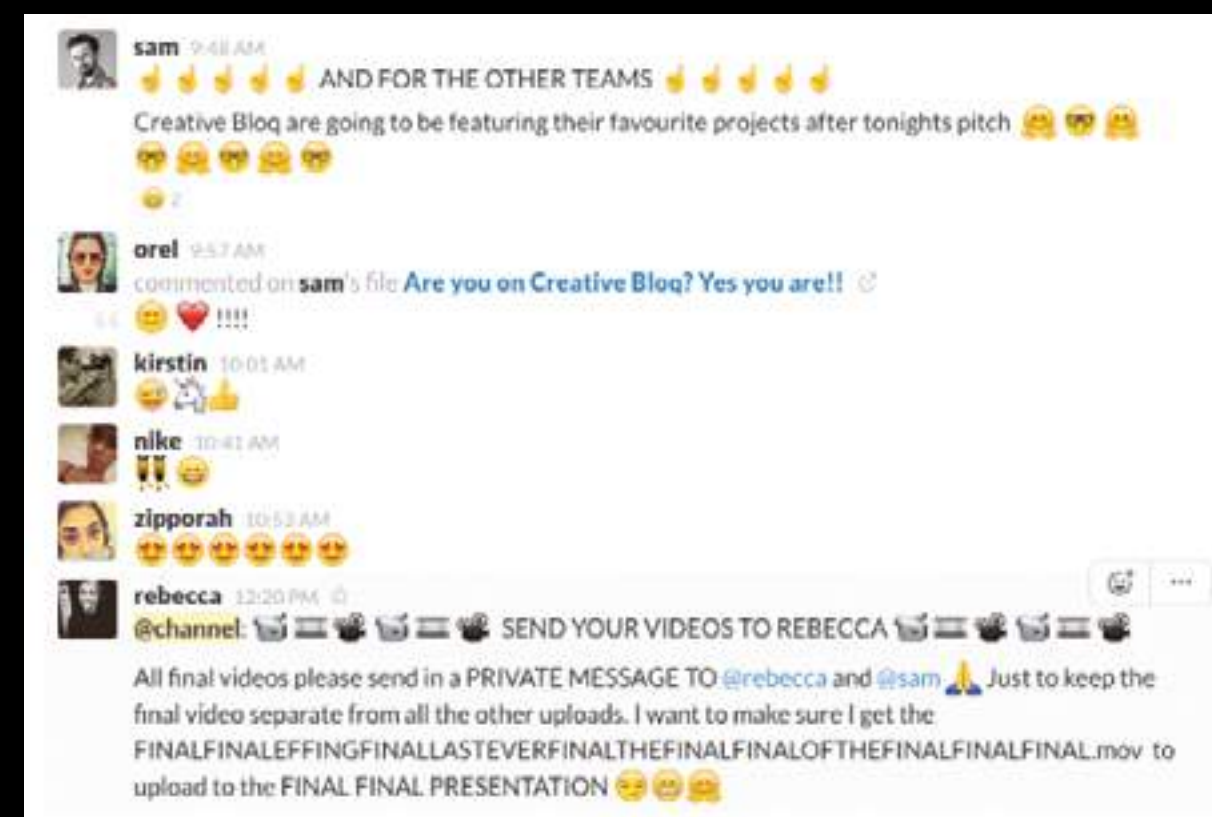 sam 9:48 AM
☝️☝️☝️☝️☝️ AND FOR THE OTHER TEAMS ☝️☝️☝️☝️☝️
Creative Bloq are going to be featuring their favourite projects after tonights pitch 🤗🤓🤗
🤓🤗🤓🤗🤓
2
orel 9:57 AM
commented on sam's file Are you on Creative Bloq? Yes you are!!
🙂❤️ !!!!
kirstin 10:01 AM
😜🦄👍
nike 10:41 AM
👯😁
zipporah 10:53 AM
😍😍😍😍😍😍
rebecca 12:20 PM
@channel: 📹🎞📽📹🎞📽 SEND YOUR VIDEOS TO REBECCA 📹🎞📽📹🎞📽
All final videos please send in a PRIVATE MESSAGE TO @rebecca and @sam 🙏 Just to keep the
final video separate from all the other uploads. I want to make sure I get the
FINALFINALEFFINGFINALLASTEVERFINALTHEFINALFINALOFTHEFINALFINALFINAL.mov to
upload to the FINAL FINAL PRESENTATION 😏😁🤗